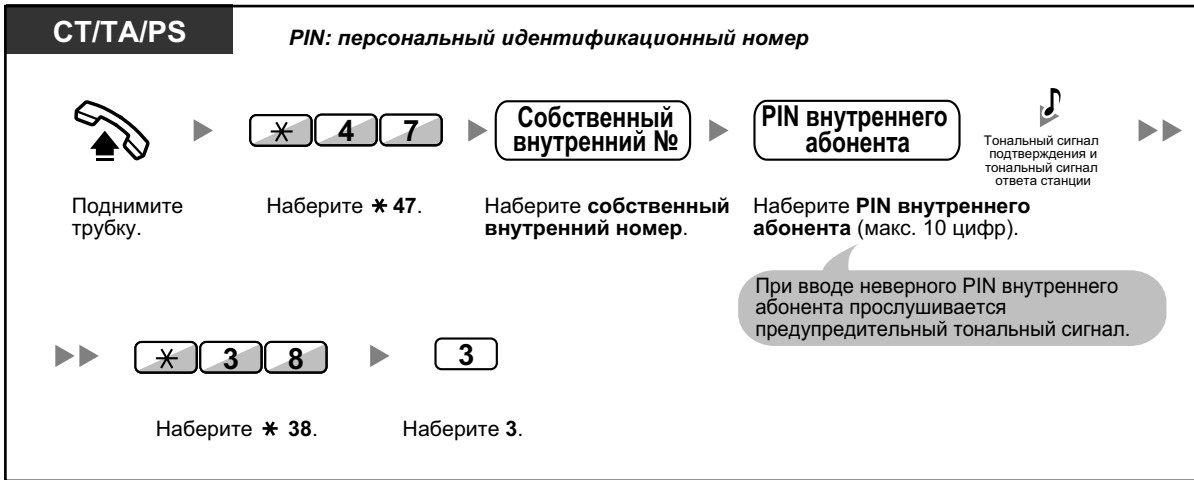 CT/TA/PS
PIN: персональный идентификационный номер
* 4 7
Собственный
внутренний №
PIN внутреннего
абонента
Тональный сигнал
подтверждения и
тональный сигнал
ответа станции
Поднимите
трубку.
Наберите * 47.
Наберите собственный
внутренний номер.
Наберите PIN внутреннего
абонента (макс. 10 цифр).
При вводе неверного PIN внутреннего
абонента прослушивается
предупредительный тональный сигнал.
* 3 8
3
Наберите * 38.
Наберите 3.